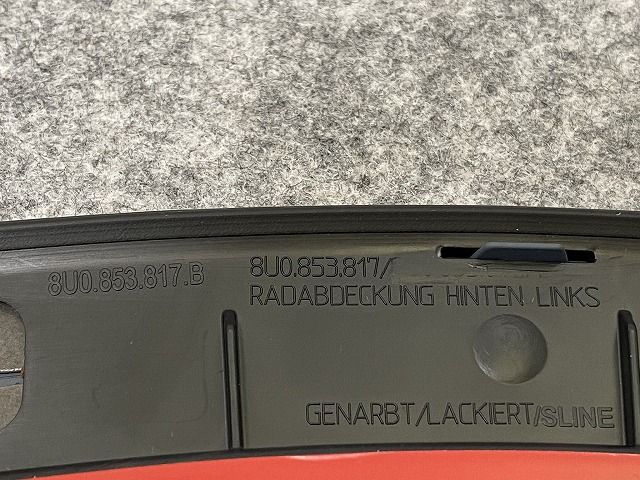 8U0.853.817.B
8U0.853.817/
RADABDECKUNG HINTEN LINKS
GENARBT/LACKIERT/SLINE